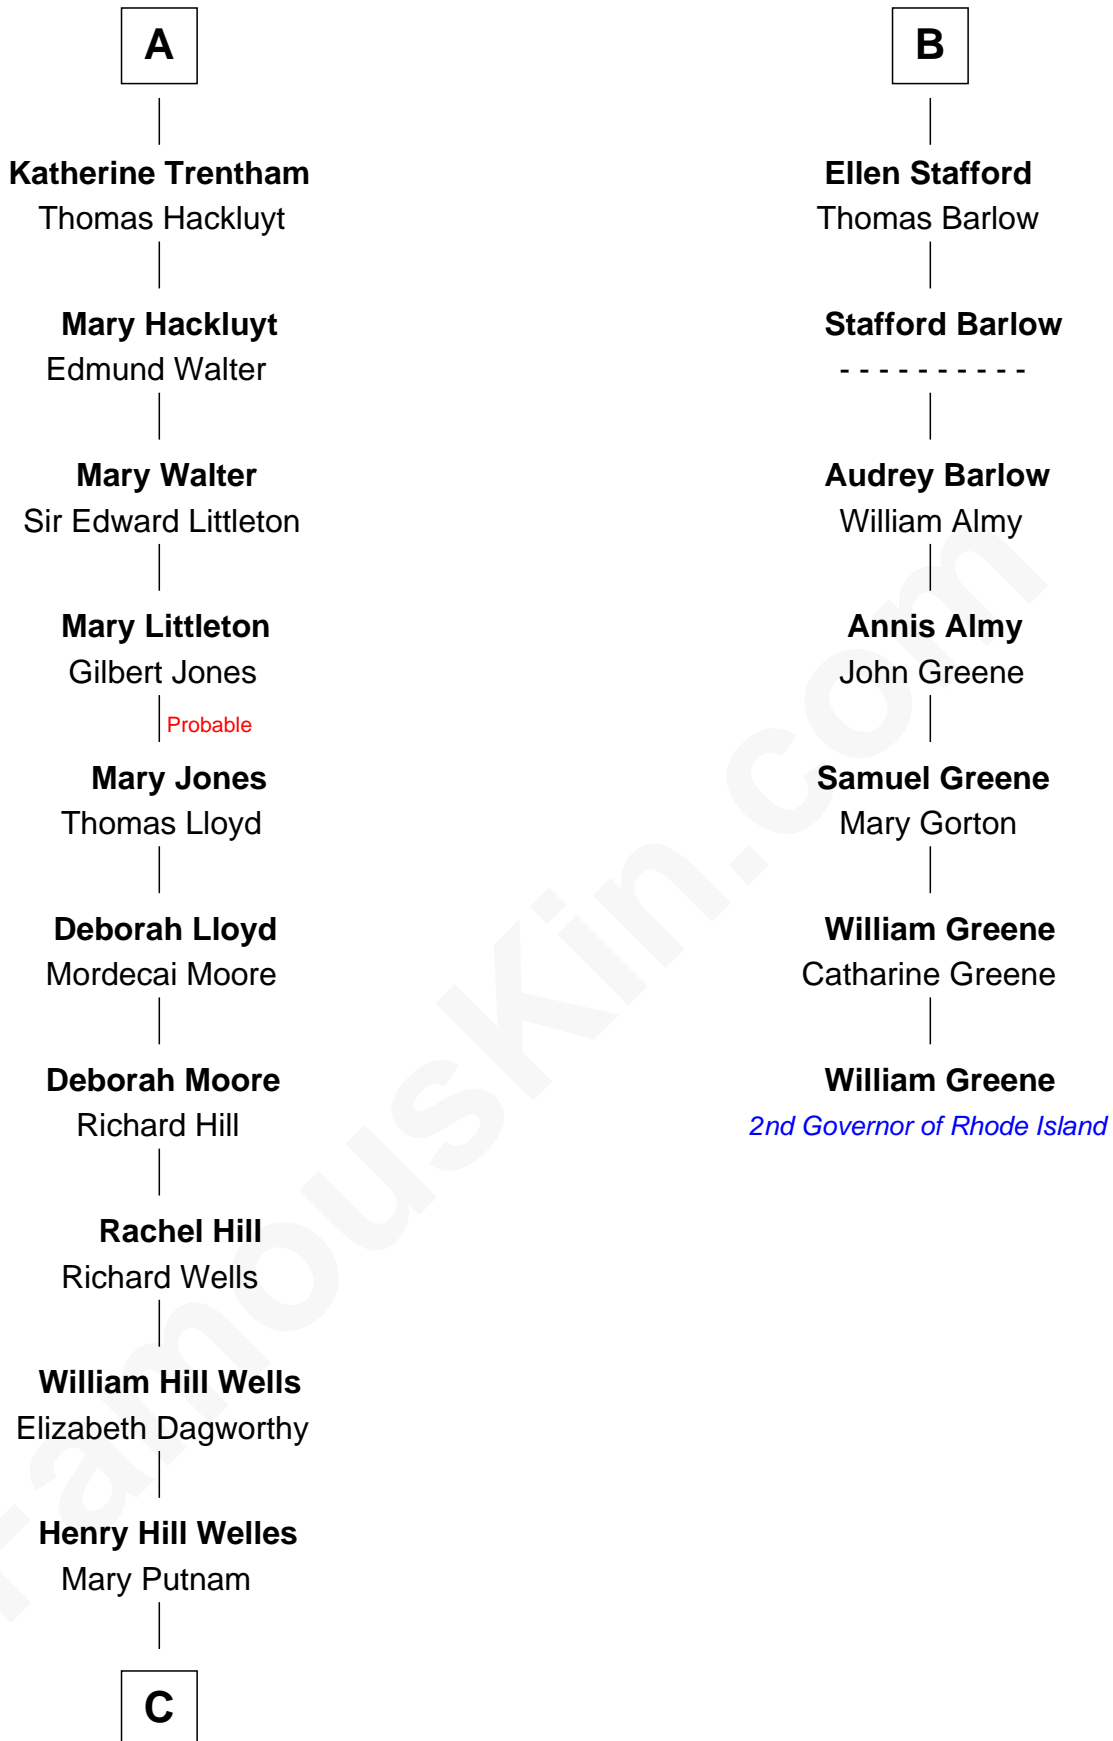 A
Katherine Trentham
Thomas Hackluyt
Mary Hackluyt
Edmund Walter
Mary Walter
Sir Edward Littleton
Mary Littleton
Gilbert Jones
Probable
Mary Jones
Thomas Lloyd
Deborah Lloyd
Mordecai Moore
Deborah Moore
Richard Hill
Rachel Hill
Richard Wells
William Hill Wells
Elizabeth Dagworthy
Henry Hill Welles
Mary Putnam
C
B
Ellen Stafford
Thomas Barlow
Stafford Barlow
- - - - - - - - - -
Audrey Barlow
William Almy
Annis Almy
John Greene
Samuel Greene
Mary Gorton
William Greene
Catharine Greene
William Greene
2nd Governor of Rhode Island
FamousKin.com